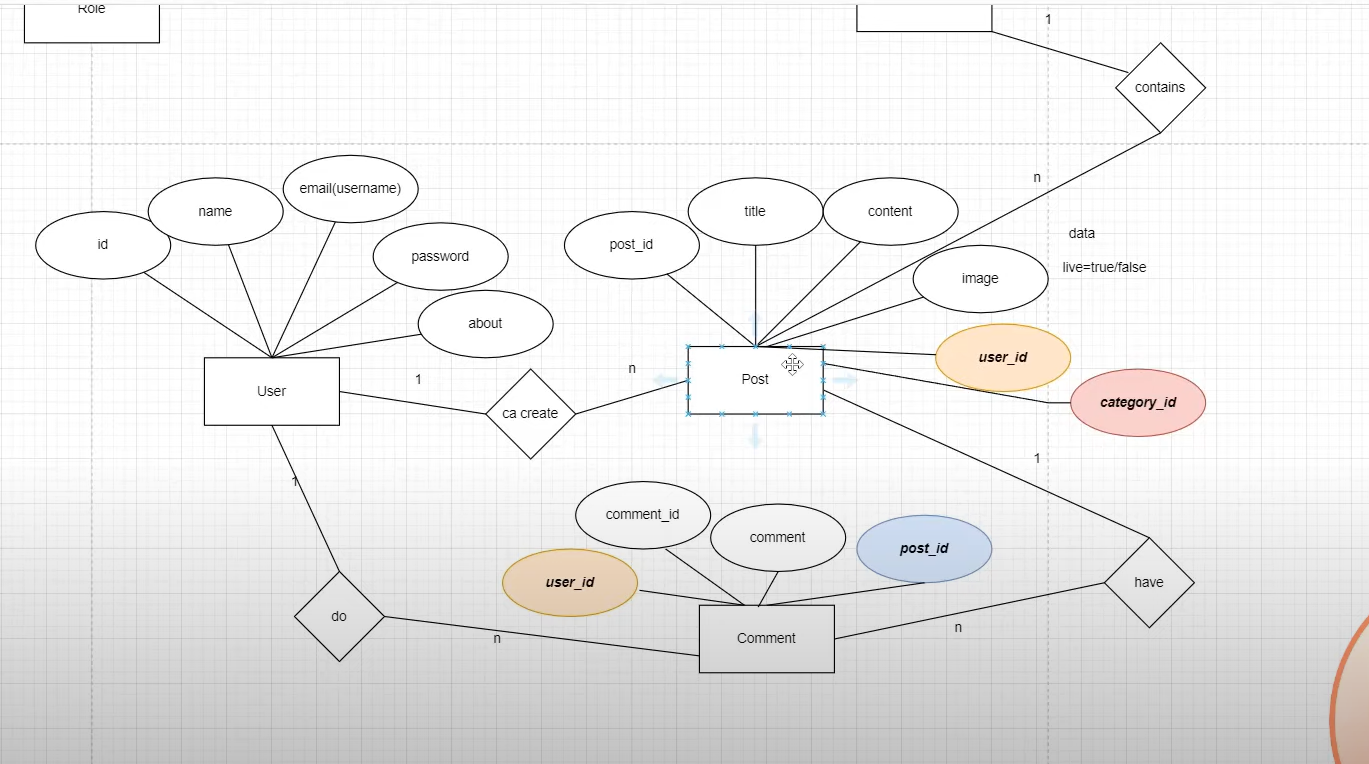 Role
1
contains
n
email(username)
name
title
content
id
post_id
data
password
image
live=true/false
about
user_id
1
n
Post
User
category_id
ca create
1
1
comment_id
comment
post_id
user_id
have
do
n
n
Comment